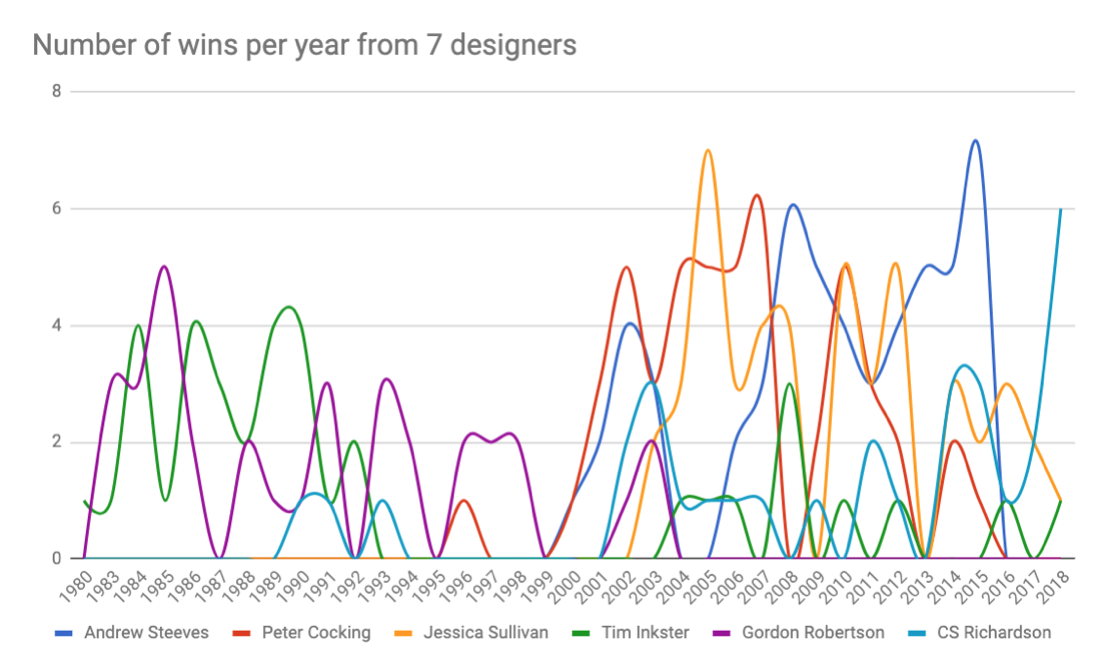 Number of wins per year from 7 designers
8
6
4
2
0
1980 1983 1984 1985 1986 1987 1988 1989 1990 1991 1992 1993 1994 1995 1996 1997 1998 1999 2000 2001 2002 2003 2004 2005 2006 2007 2008 2009 2010 2011 2012 2013 2014 2015 2016 2017 2018
Andrew Steeves Peter Cocking Jessica Sullivan Tim Inkster Gordon Robertson CS Richardson